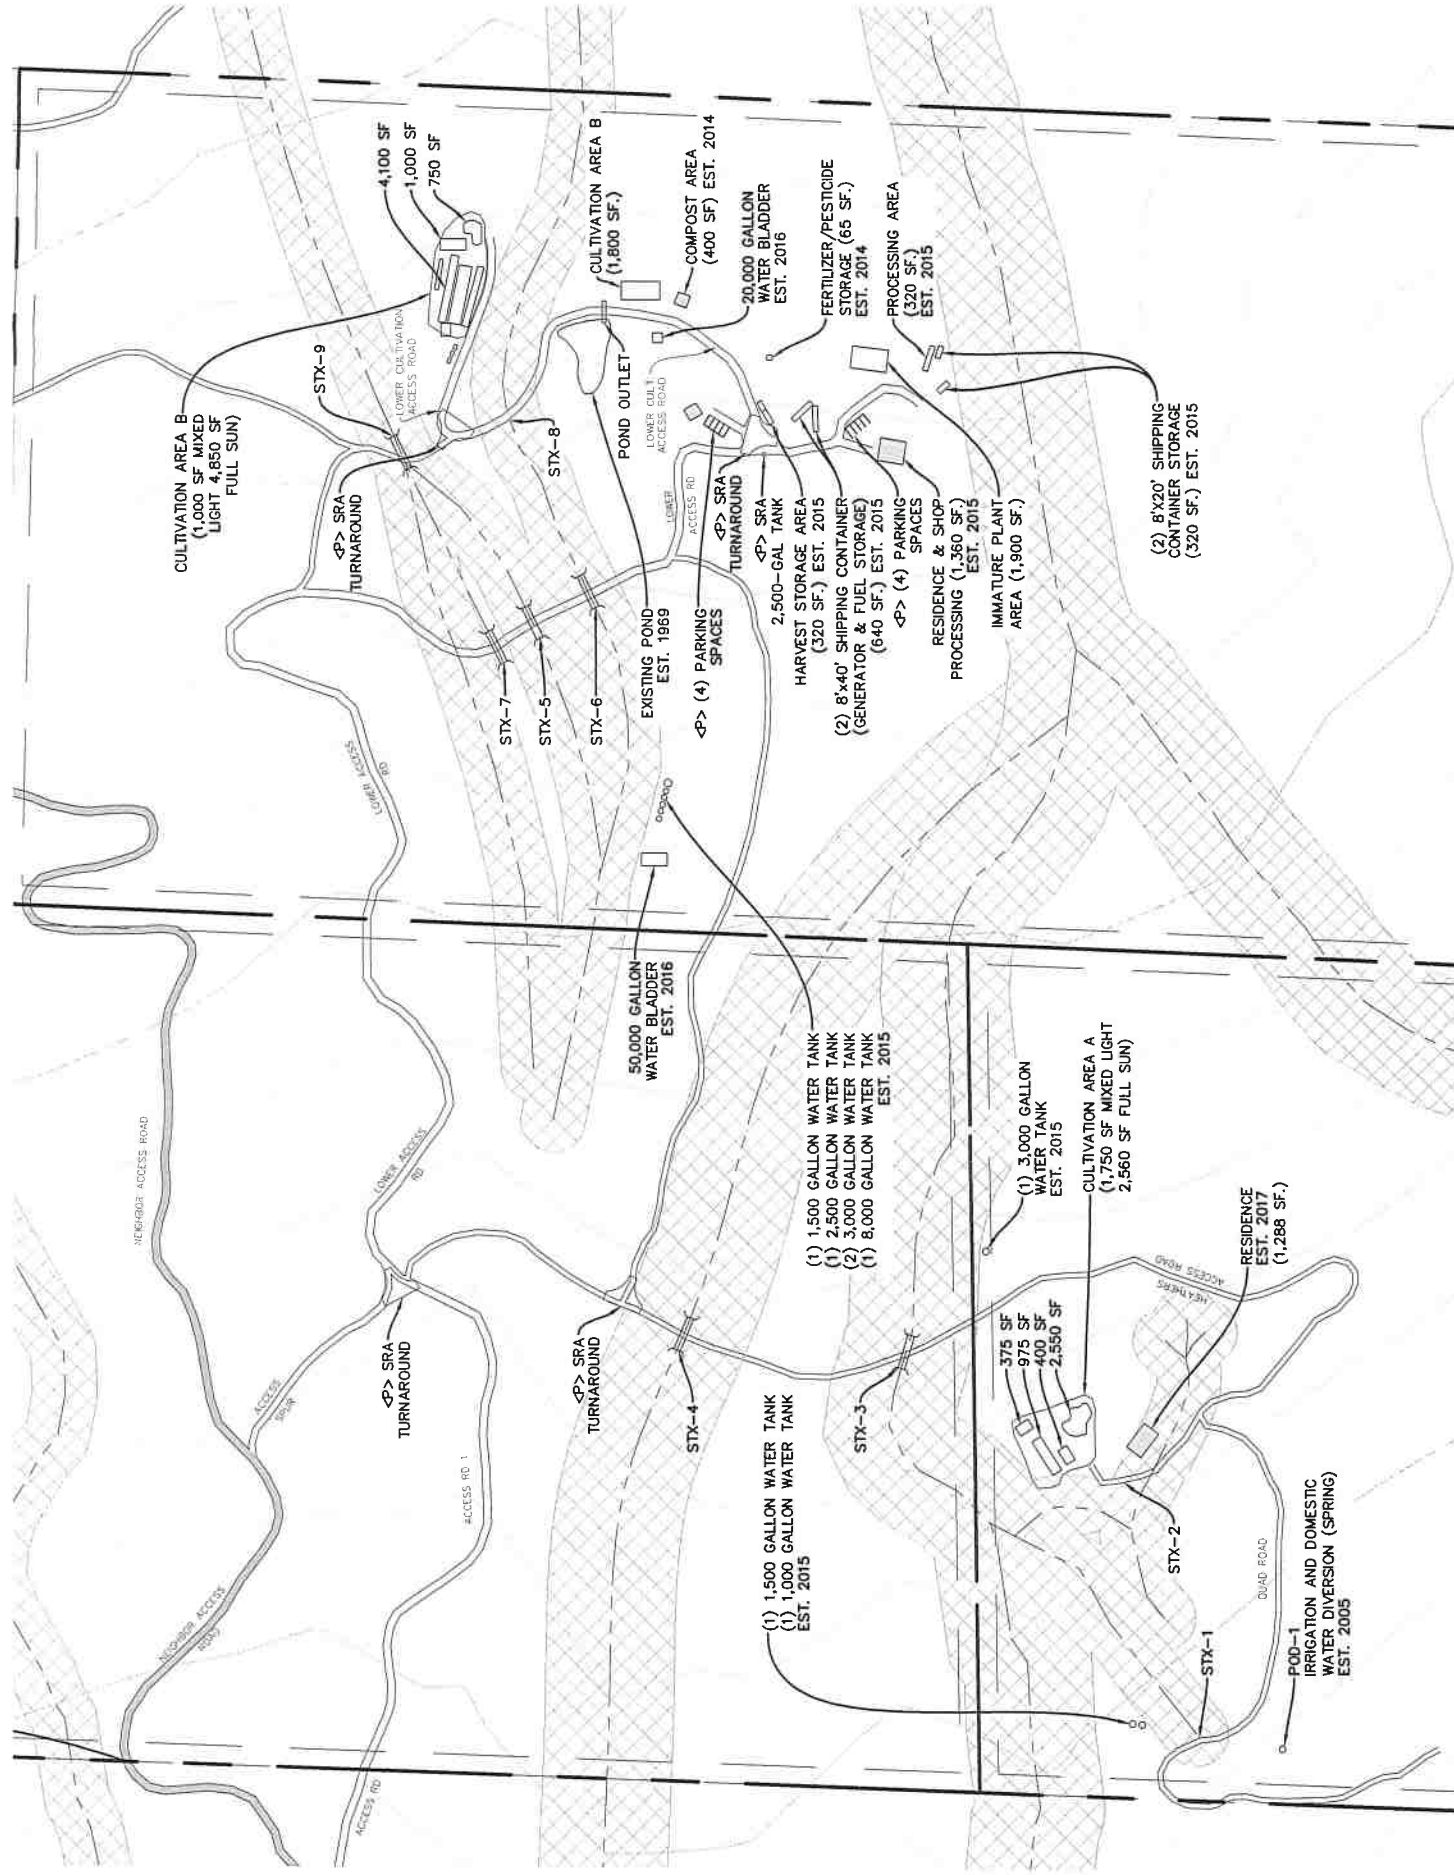 CULTIVATION AREA B
(1,000 SF MIXED
LIGHT 4,850 SF
FULL SUN)
4,100 SF
1,000 SF
750 SF
STX-9
LOWER CULTIVATION
ACCESS ROAD
<P> SRA
TURNAROUND
STX-8
CULTIVATION AREA B
(1,800 SF.)
COMPOST AREA
(400 SF) EST. 2014
POND OUTLET
20,000 GALLON
WATER BLADDER
EST. 2016
LOWER CULT
ACCESS ROAD
FERTILIZER/PESTICIDE
STORAGE (65 SF.)
EST. 2014
PROCESSING AREA
(320 SF.)
EST. 2015
LOWER
ACCESS RD
STX-7
STX-5
STX-6
EXISTING POND
EST. 1969
<P> (4) PARKING
SPACES
<P> SRA
TURNAROUND
<P> SRA
2,500-GAL TANK
HARVEST STORAGE AREA
(320 SF.) EST. 2015
(2) 8'x40' SHIPPING CONTAINER
(GENERATOR & FUEL STORAGE)
(640 SF.) EST. 2015
<P> (4) PARKING
SPACES
RESIDENCE & SHOP
PROCESSING (1,360 SF.)
EST. 2015
IMMATURE PLANT
AREA (1,900 SF.)
(2) 8'X20' SHIPPING
CONTAINER STORAGE
(320 SF.) EST. 2015
LOWER ACCESS
RD
50,000 GALLON
WATER BLADDER
EST. 2016
(1) 1,500 GALLON WATER TANK
(1) 2,500 GALLON WATER TANK
(2) 3,000 GALLON WATER TANK
(1) 8,000 GALLON WATER TANK
EST. 2015
NEIGHBOR ACCESS ROAD
LOWER ACCESS
RD
(1) 3,000 GALLON
WATER TANK
EST. 2015
CULTIVATION AREA A
(1,750 SF MIXED LIGHT
2,560 SF FULL SUN)
RESIDENCE
EST. 2017
(1,288 SF.)
HEATHERS
ACCESS ROAD
375 SF
975 SF
400 SF
2,550 SF
ACCESS
SPUR
<P> SRA
TURNAROUND
<P> SRA
TURNAROUND
STX-4
STX-3
ACCESS RD 1
STX-2
QUAD ROAD
(1) 1,500 GALLON WATER TANK
(1) 1,000 GALLON WATER TANK
EST. 2015
NEIGHBOR ACCESS
ROAD
STX-1
POD-1
IRRIGATION AND DOMESTIC
WATER DIVERSION (SPRING)
EST. 2005
ACCESS RD